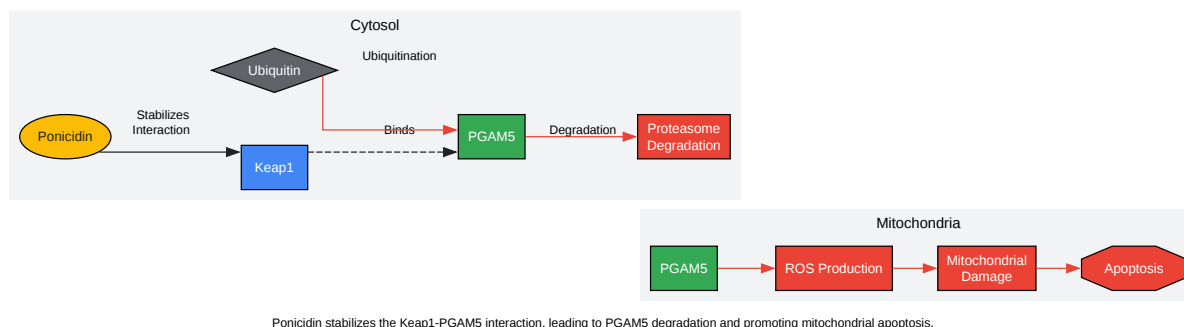 Cytosol
Ubiquitin
Ubiquitination
Ponicidin
Stabilizes
Interaction
Keap1
Binds
PGAM5
Degradation
Proteasome
Degradation
Mitochondria
PGAM5
ROS Production
Mitochondrial
Damage
Apoptosis
Ponicidin stabilizes the Keap1-PGAM5 interaction, leading to PGAM5 degradation and promoting mitochondrial apoptosis.